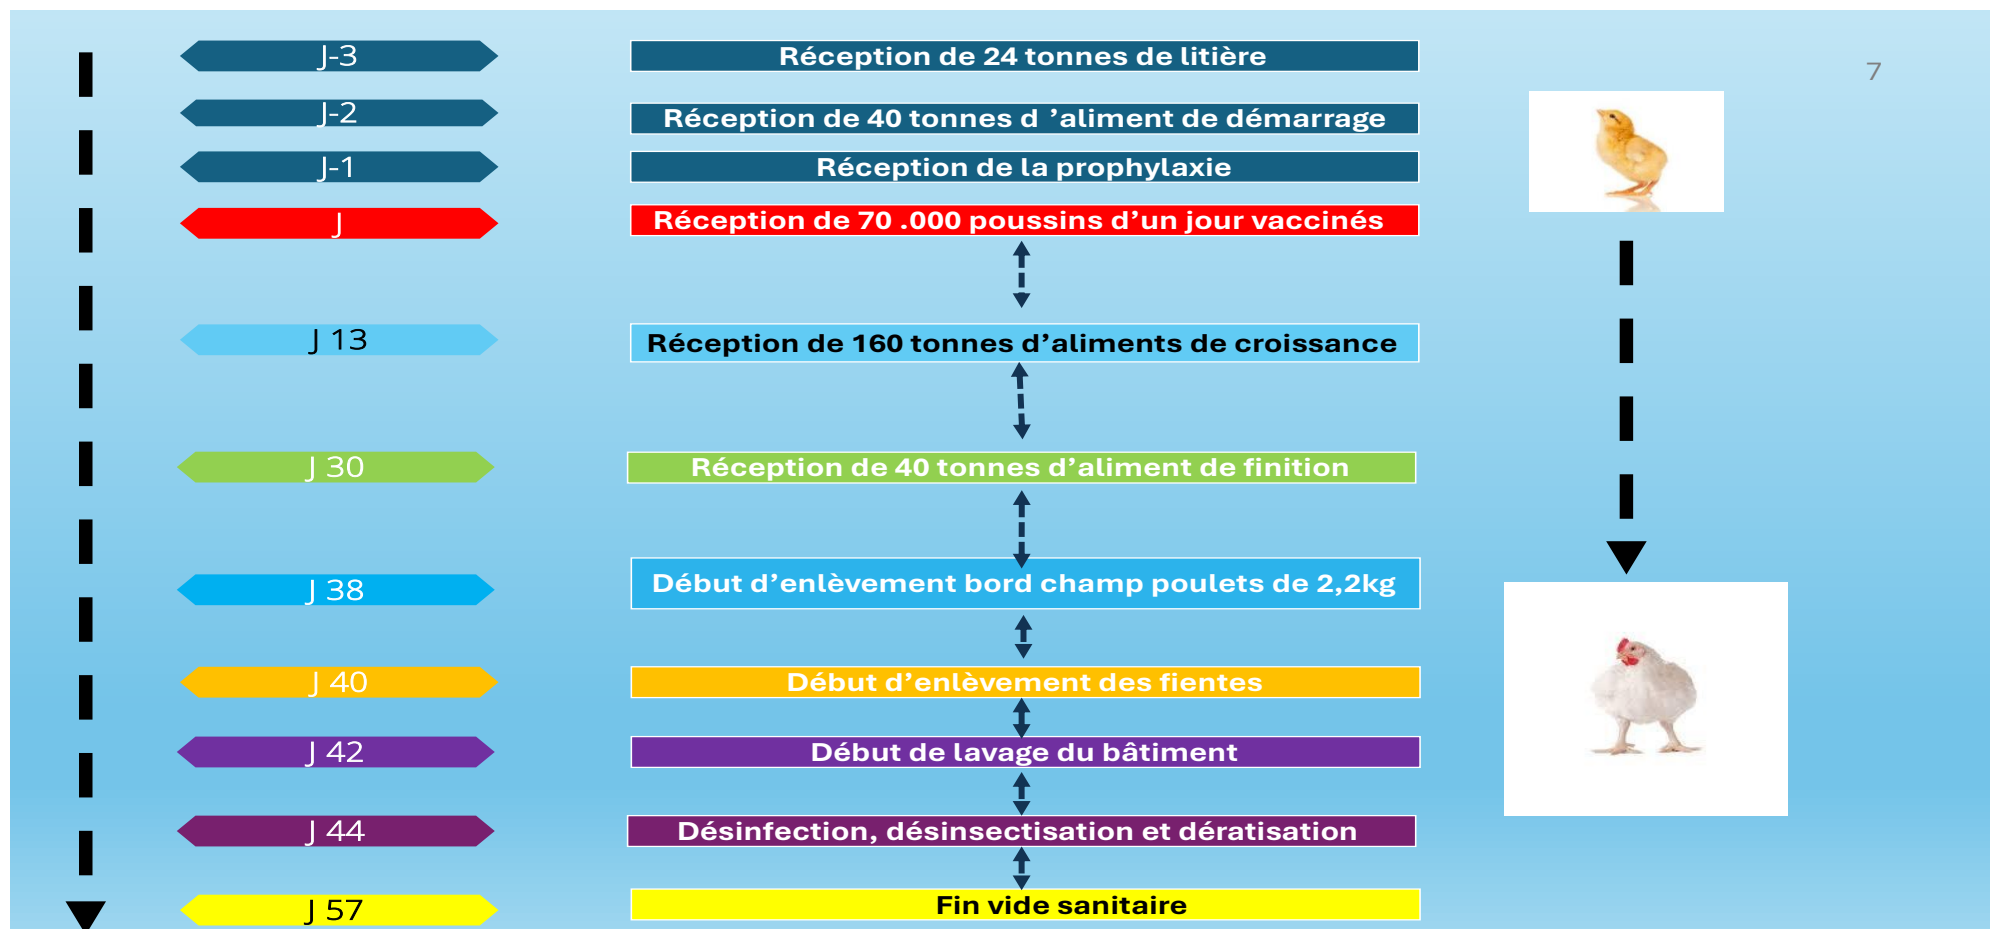 7
J-3
Réception de 24 tonnes de litière
J-2
Réception de 40 tonnes d ’aliment de démarrage
J-1
Réception de la prophylaxie
J
Réception de 70 .000 poussins d’un jour vaccinés
J 13
Réception de 160 tonnes d’aliments de croissance
J 30
Réception de 40 tonnes d’aliment de finition
J 38
Début d’enlèvement bord champ poulets de 2,2kg
J 40
Début d’enlèvement des fientes
J 42
Début de lavage du bâtiment
J 44
Désinfection, désinsectisation et dératisation
J 57
Fin vide sanitaire